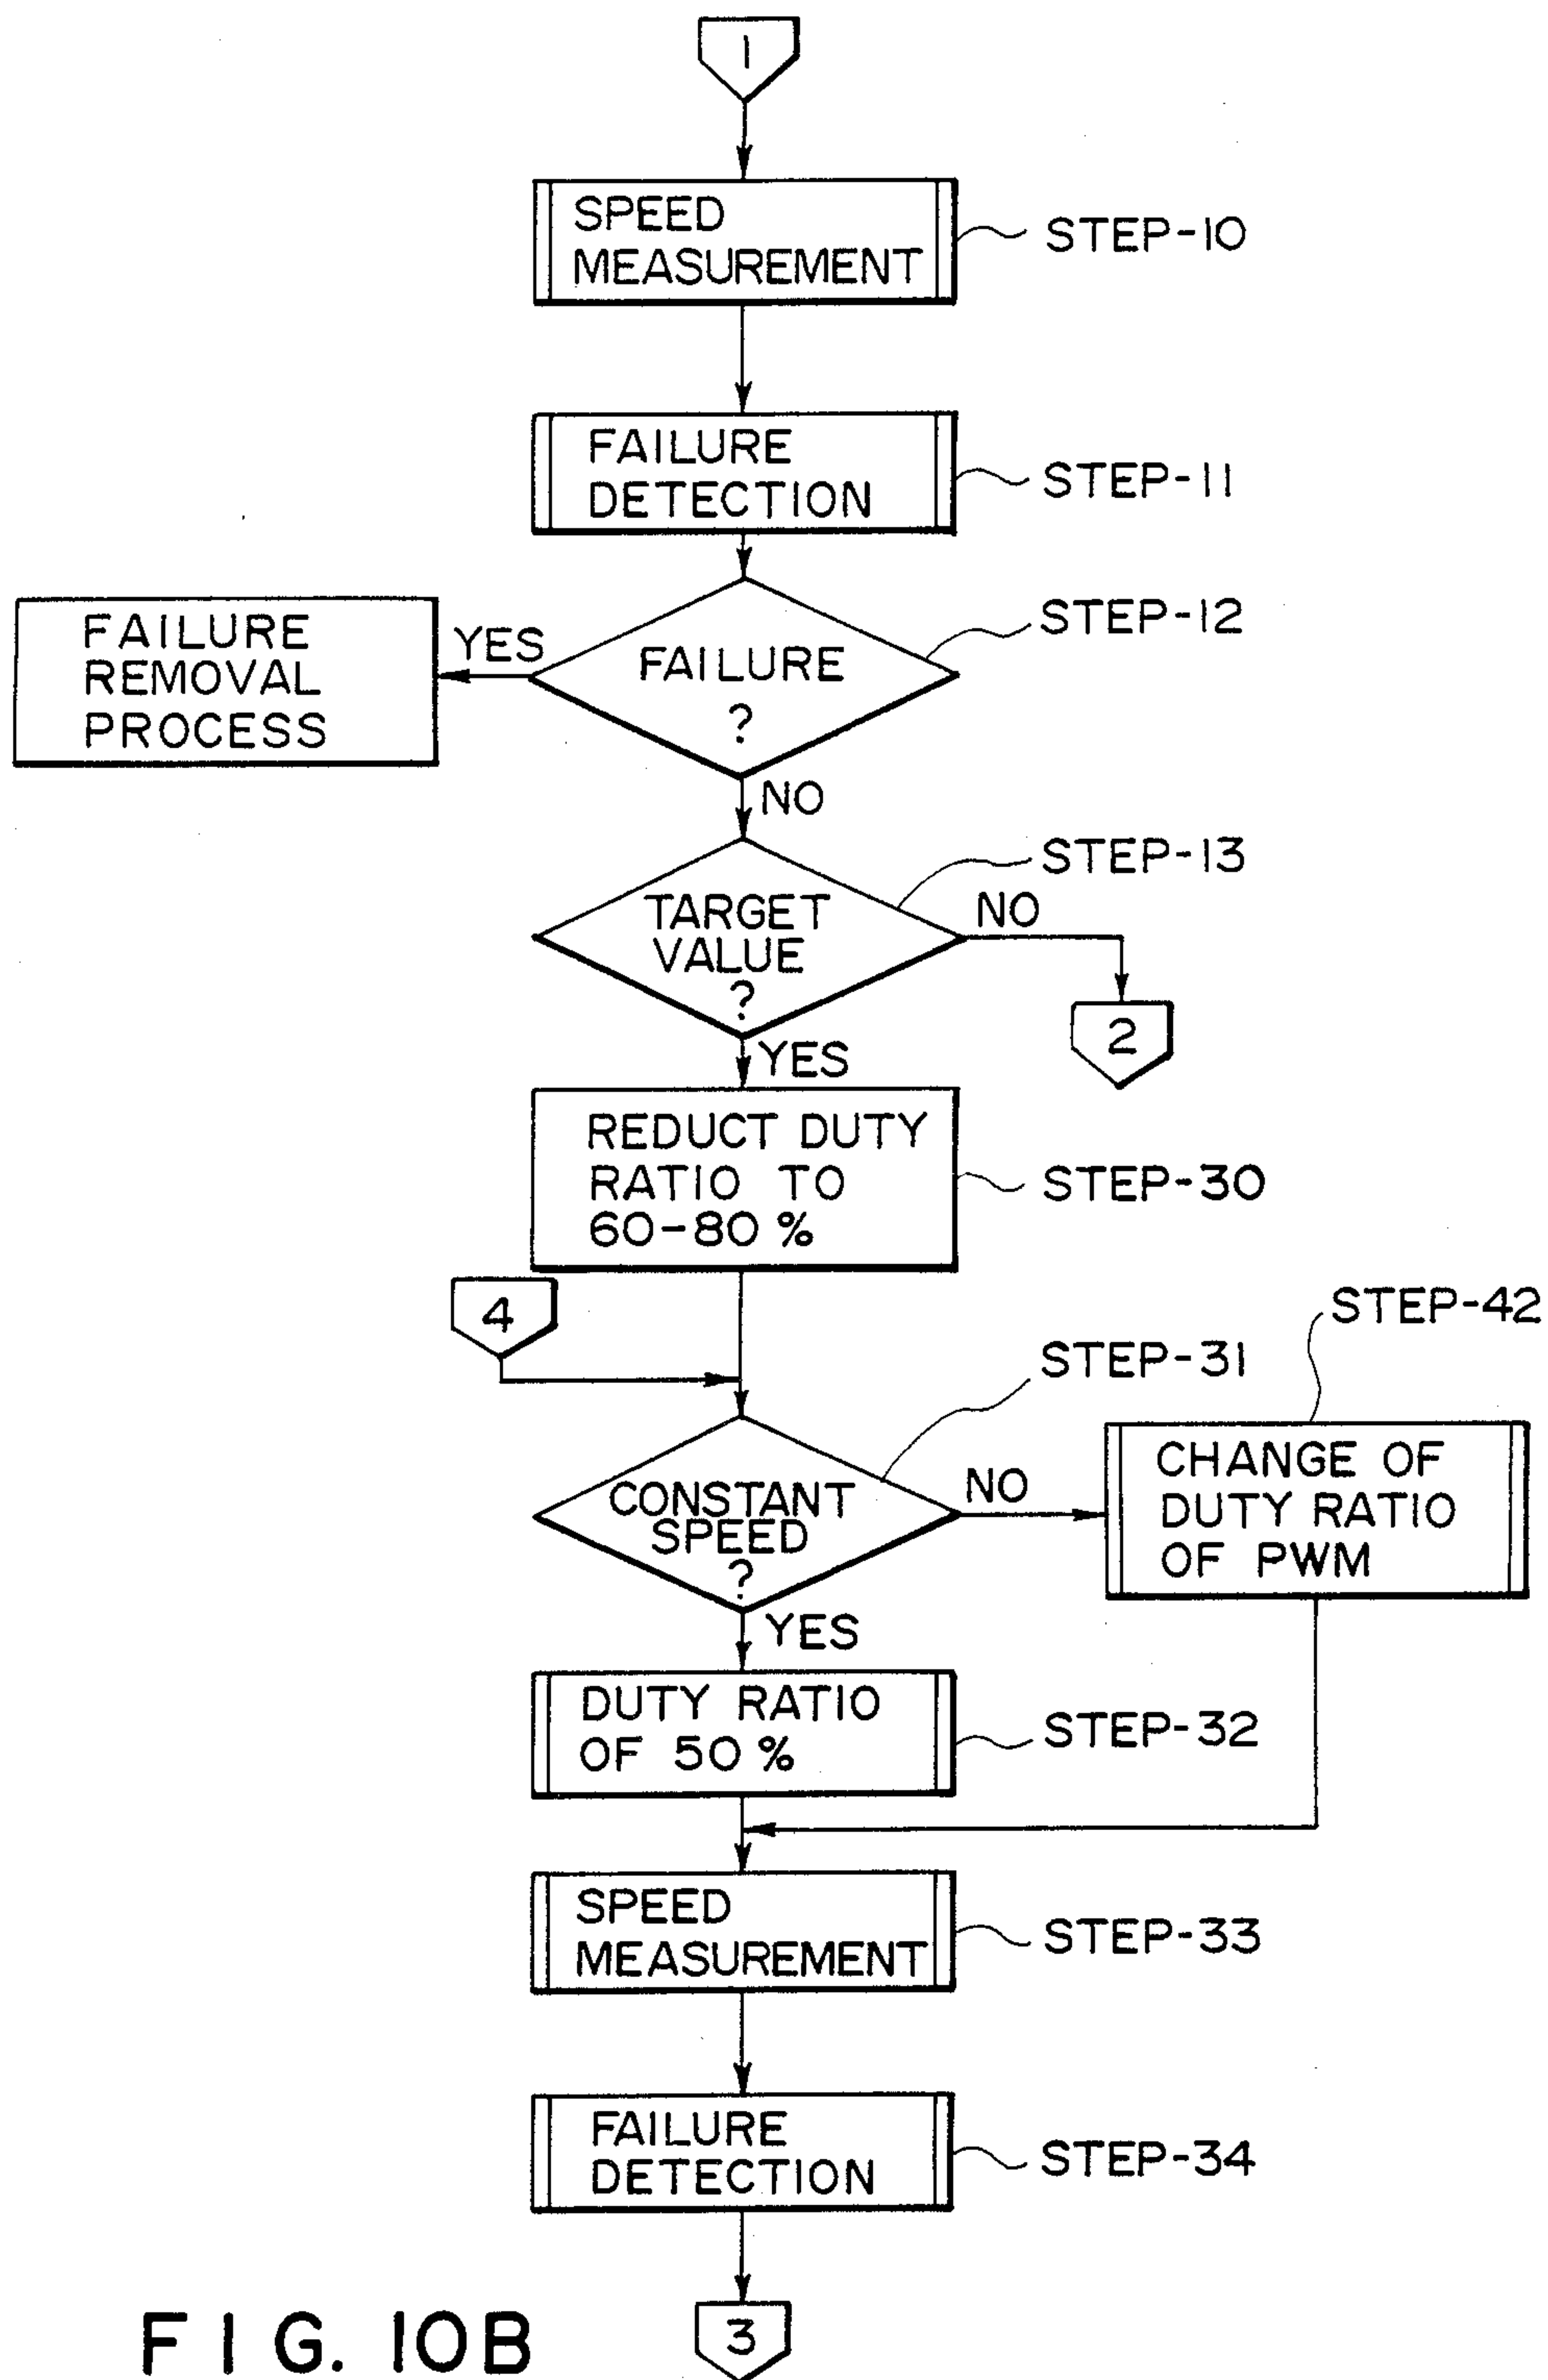 1
SPEED
MEASUREMENT
STEP-10
FAILURE
DETECTION
STEP-11
STEP-12
FAILURE
REMOVAL
PROCESS
YES
FAILURE
?
NO
STEP-13
TARGET
VALUE
?
NO
2
YES
REDUCT DUTY
RATIO TO
60-80 %
STEP-30
4
STEP-42
STEP-31
CONSTANT
SPEED
?
NO
CHANGE OF
DUTY RATIO
OF PWM
YES
DUTY RATIO
OF 50 %
STEP-32
SPEED
MEASUREMENT
STEP-33
FAILURE
DETECTION
STEP-34
3
FIG. 10B